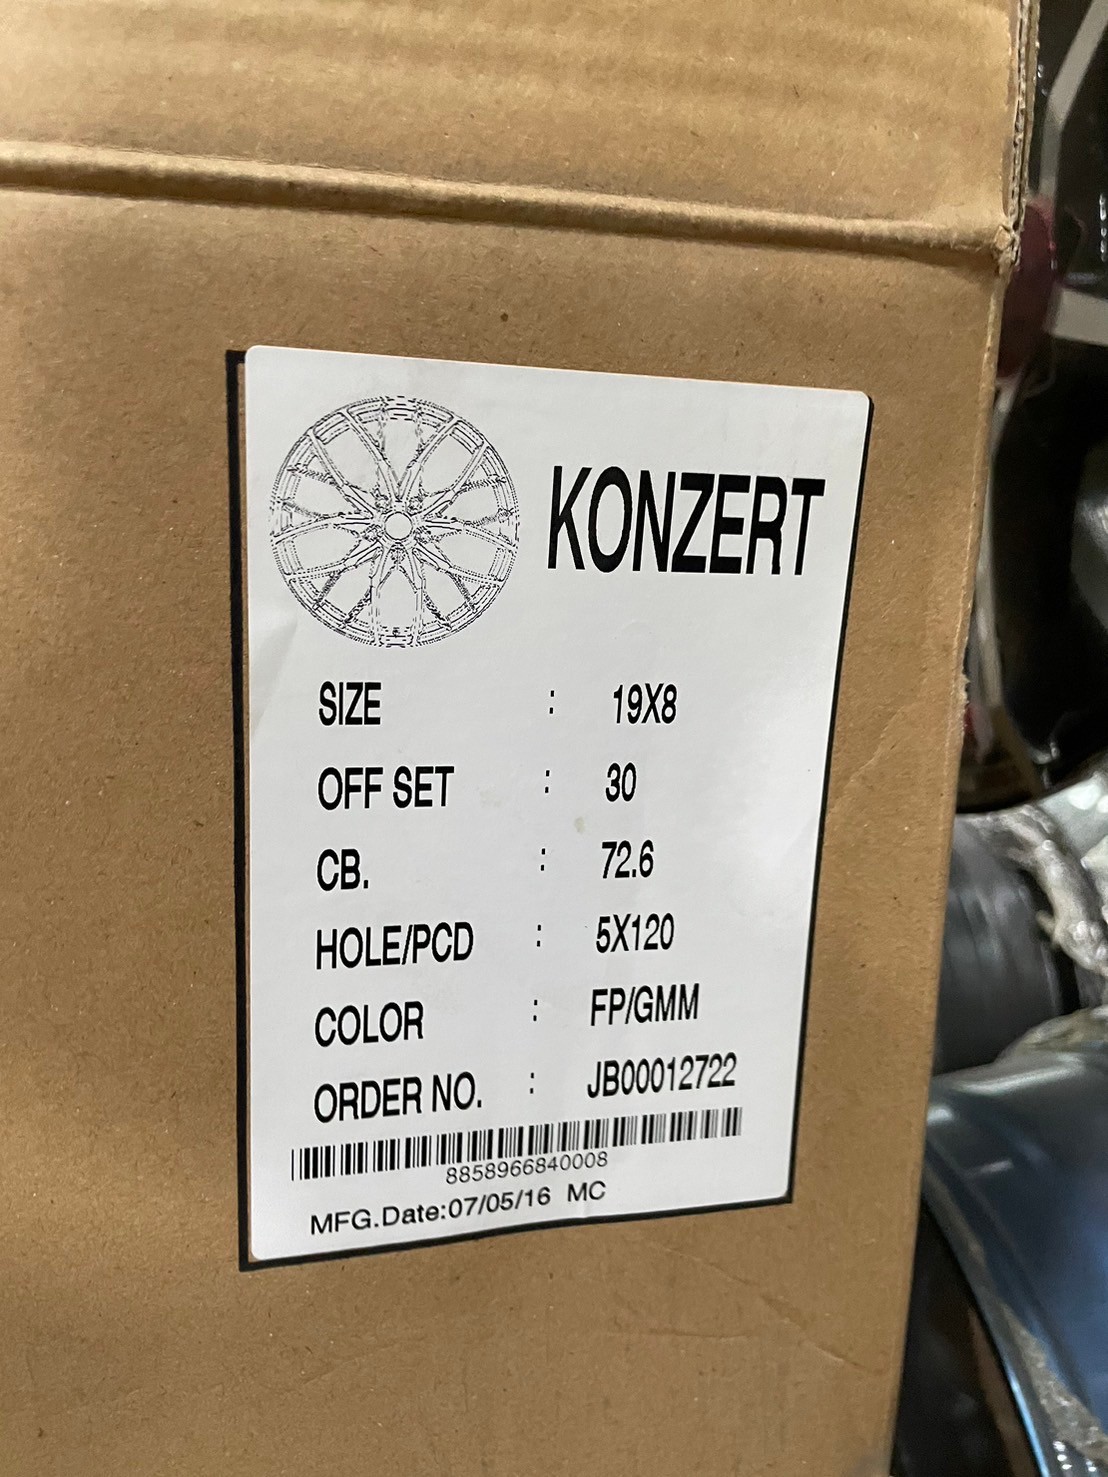 KONZERT
SIZE : 19X8
OFF SET : 30
CB. : 72.6
HOLE/PCD : 5X120
COLOR : FP/GMM
ORDER NO. : JB00012722
8858966840008
MFG.Date:07/05/16 MC